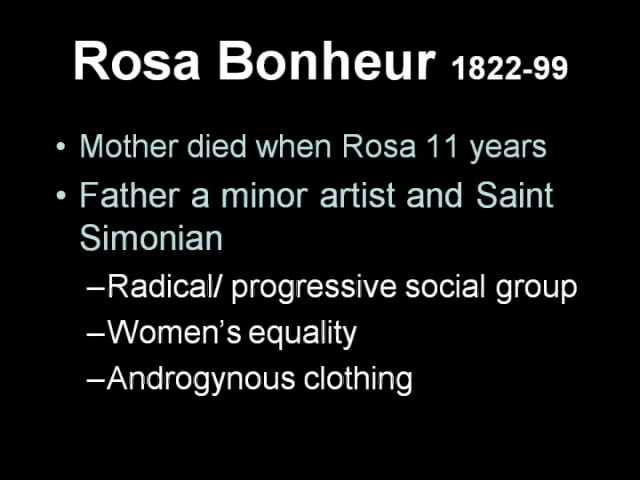 Rosa Bonheur 1822-99
• Mother died when Rosa 11 years
• Father a minor artist and Saint
Simonian
–Radical/ progressive social group
–Women’s equality
–Androgynous clothing